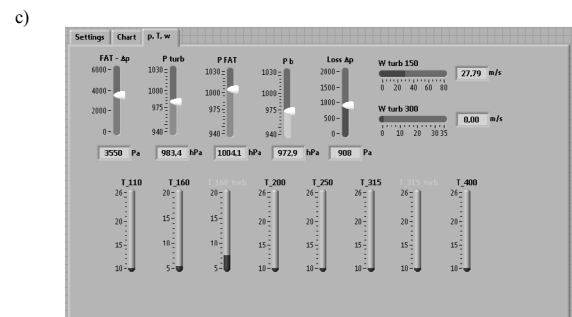 c)
Settings Chart p, T, w
FAT - Δp P turb P FAT P b Loss Δp
6000 4000 2000 0
1030 1000 975 940
1030 1000 975 940
1030 1000 975 940
2000 1500 1000 500 0
W turb 150
0 20 40 60 80
27,79 m/s
W turb 300
0 10 20 30 35
0,00 m/s
3550 Pa 983,4 hPa 1004,1 hPa 972,9 hPa 908 Pa
T_110 T_160 T_160_turb T_200 T_250 T_315 T_315_turb T_400
26 20 20 26 26 26 26 26
20 15 15 20 20 20 20 20
15 10 10 15 15 15 15 15
10 5 5 10 10 10 10 10